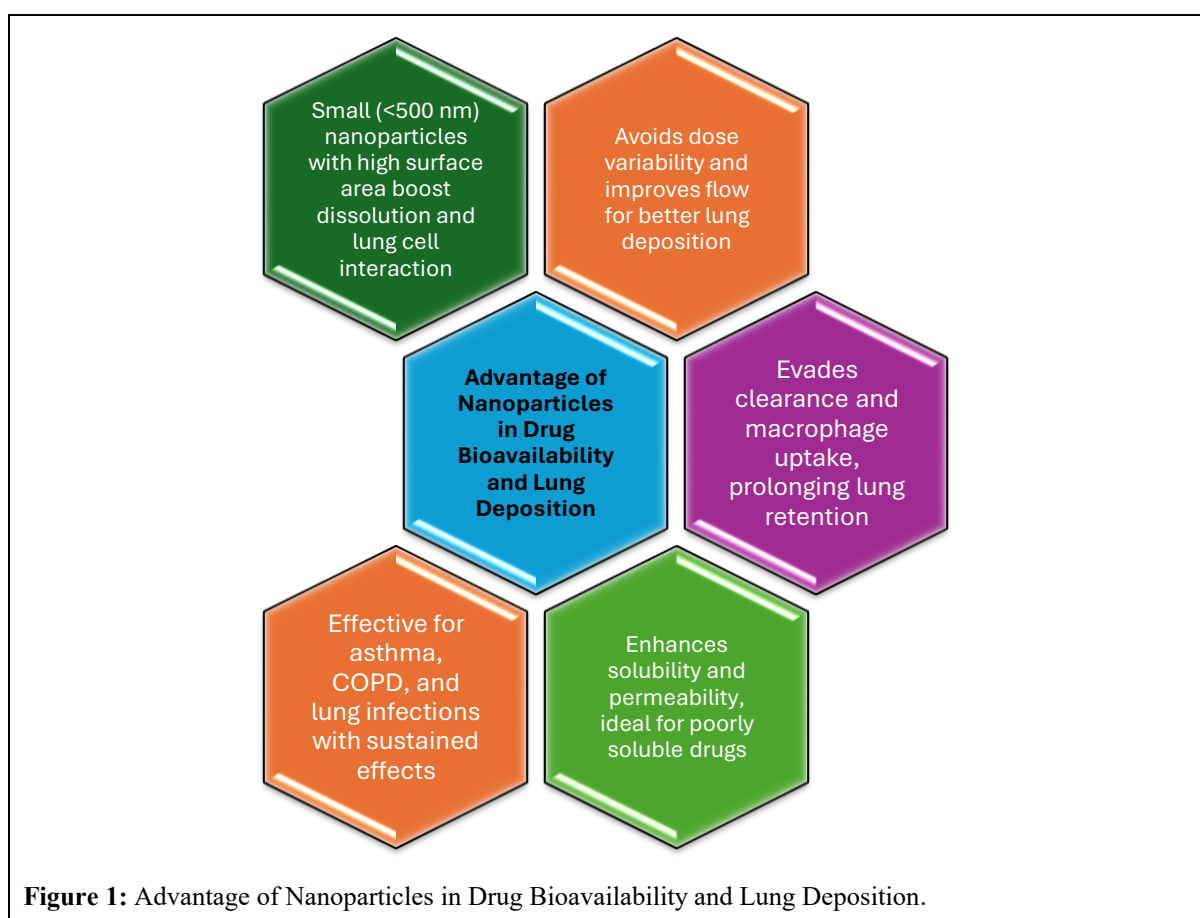 Small (<500 nm)
nanoparticles
with high surface
area boost
dissolution and
lung cell
interaction
Avoids dose
variability and
improves flow
for better lung
deposition
Advantage of
Nanoparticles
in Drug
Bioavailability
and Lung
Deposition
Evades
clearance and
macrophage
uptake,
prolonging lung
retention
Effective for
asthma,
COPD, and
lung infections
with sustained
effects
Enhances
solubility and
permeability,
ideal for poorly
soluble drugs
Figure 1: Advantage of Nanoparticles in Drug Bioavailability and Lung Deposition.